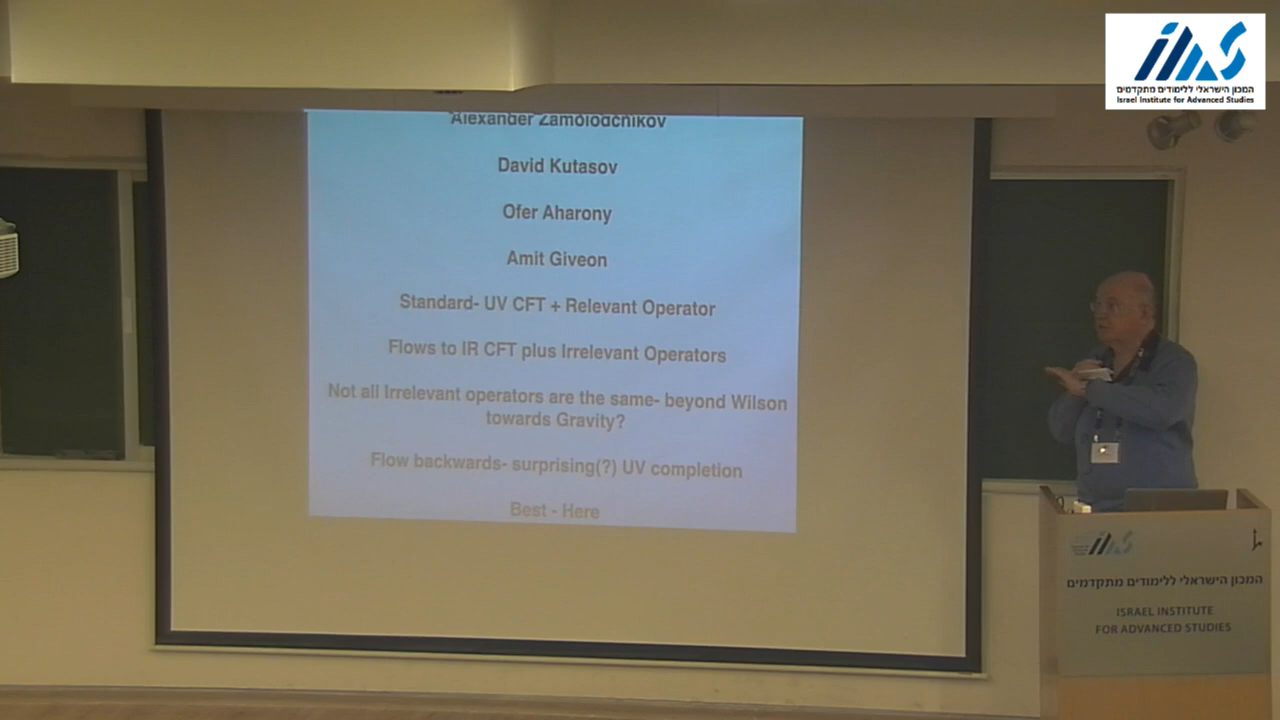 המכון הישראלי ללימודים מתקדמים
Israel Institute for Advanced Studies
Alexander Zamolodchikov
David Kutasov
Ofer Aharony
Amit Giveon
Standard- UV CFT + Relevant Operator
Flows to IR CFT plus Irrelevant Operators
Not all Irrelevant operators are the same- beyond Wilson
towards Gravity?
Flow backwards- surprising(?) UV completion
Best - Here
המכון הישראלי ללימודים מתקדמים
ISRAEL INSTITUTE
FOR ADVANCED STUDIES